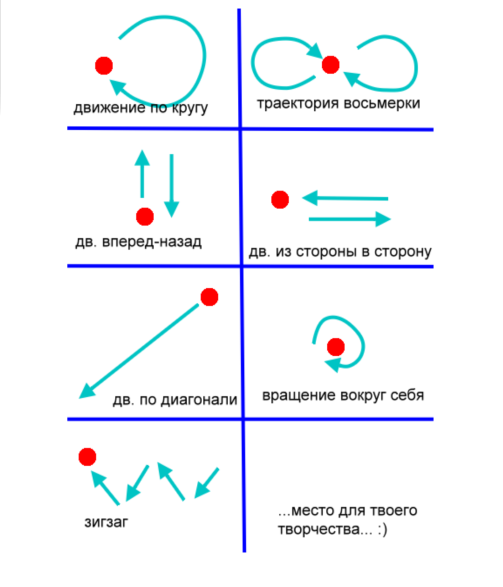 движение по кругу
траектория восьмерки
дв. вперед-назад
дв. из стороны в сторону
дв. по диагонали
вращение вокруг себя
зигзаг
...место для твоего
творчества... :)